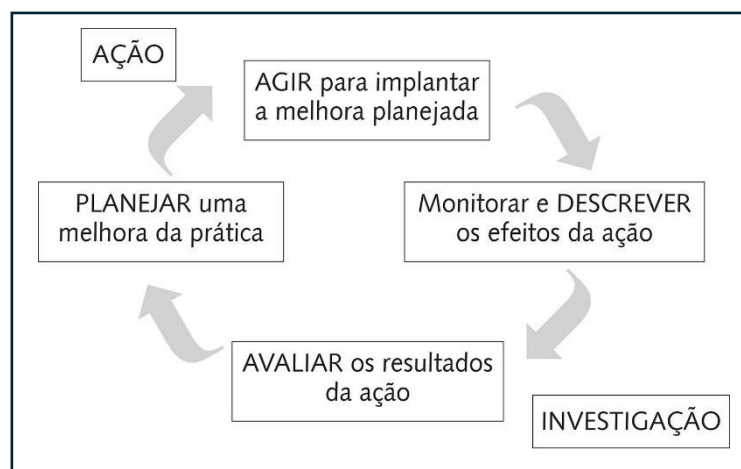 AÇÃO
AGIR para implantar
a melhora planejada
PLANEJAR uma
melhora da prática
Monitorar e DESCREVER
os efeitos da ação
AVALIAR os resultados
da ação
INVESTIGAÇÃO